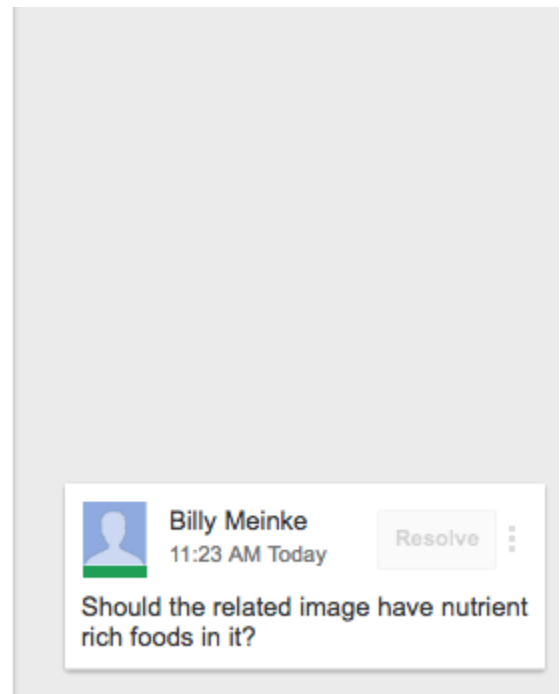 Billy Meinke
Resolve
11:23 AM Today
Should the related image have nutrient
rich foods in it?